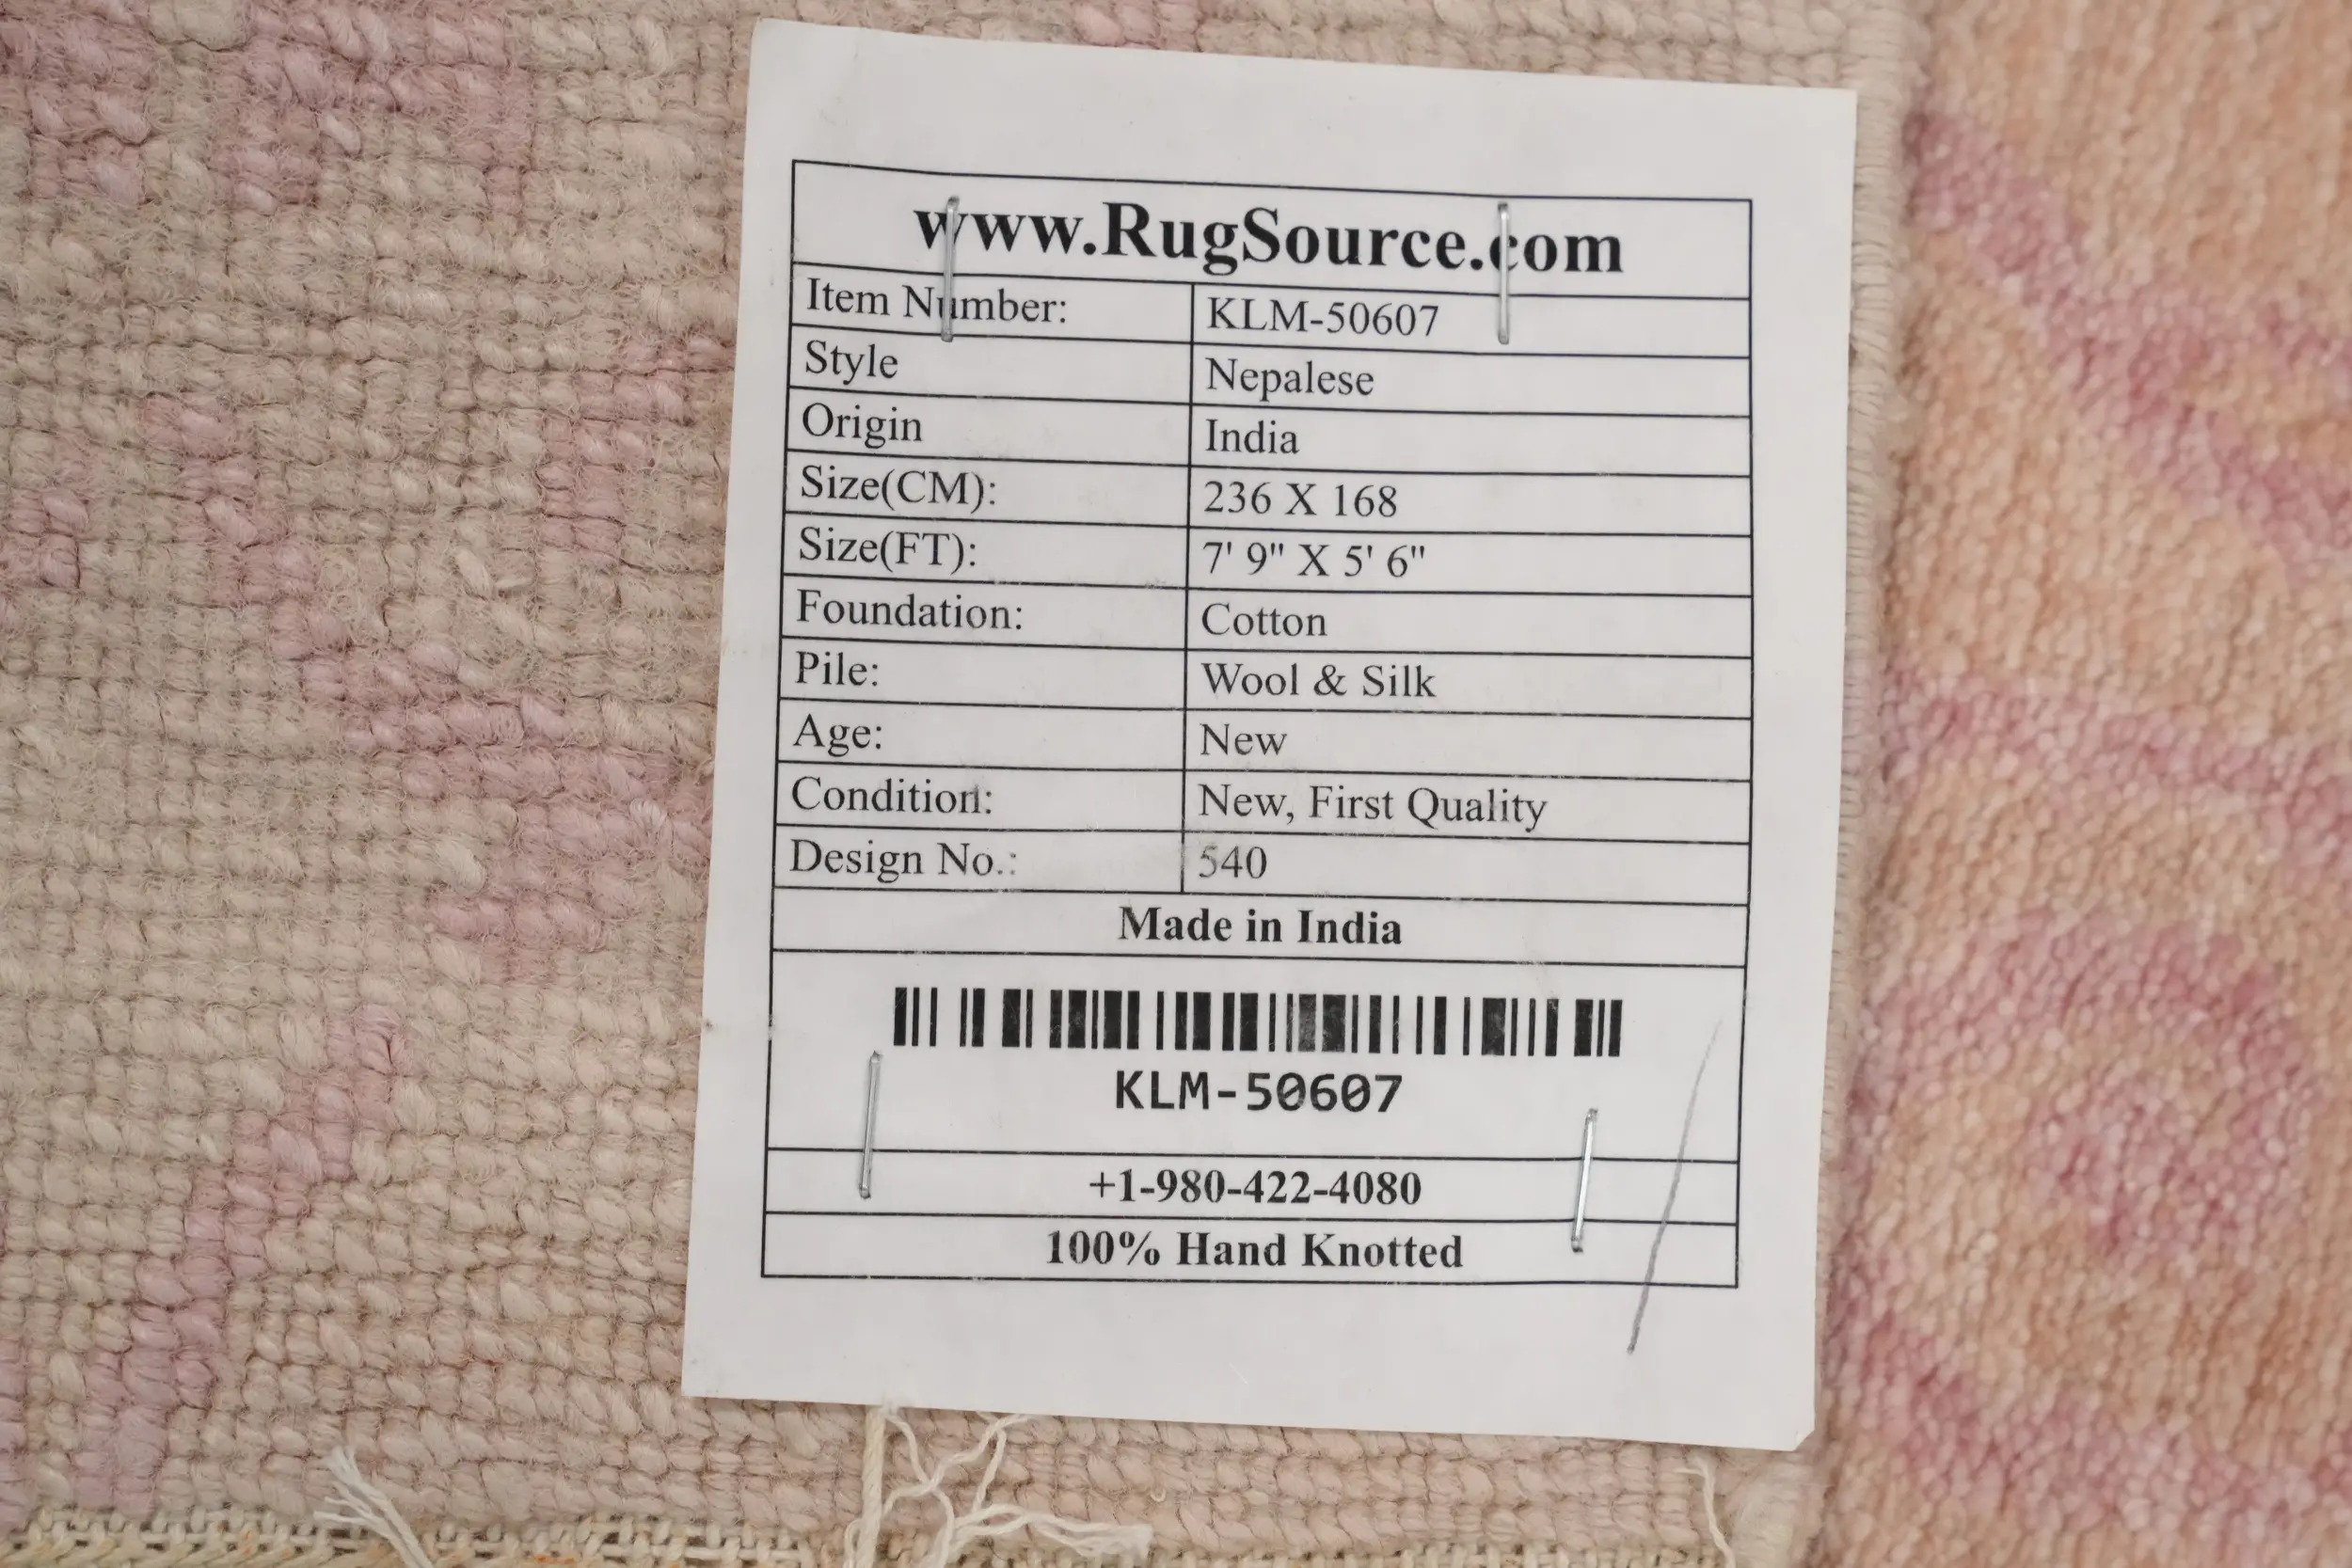 www.RugSource.com
Item Number: KLM-50607
Style Nepalese
Origin India
Size(CM): 236 X 168
Size(FT): 7' 9" X 5' 6"
Foundation: Cotton
Pile: Wool & Silk
Age: New
Condition: New, First Quality
Design No.: 540
Made in India
KLM-50607
+1-980-422-4080
100% Hand Knotted